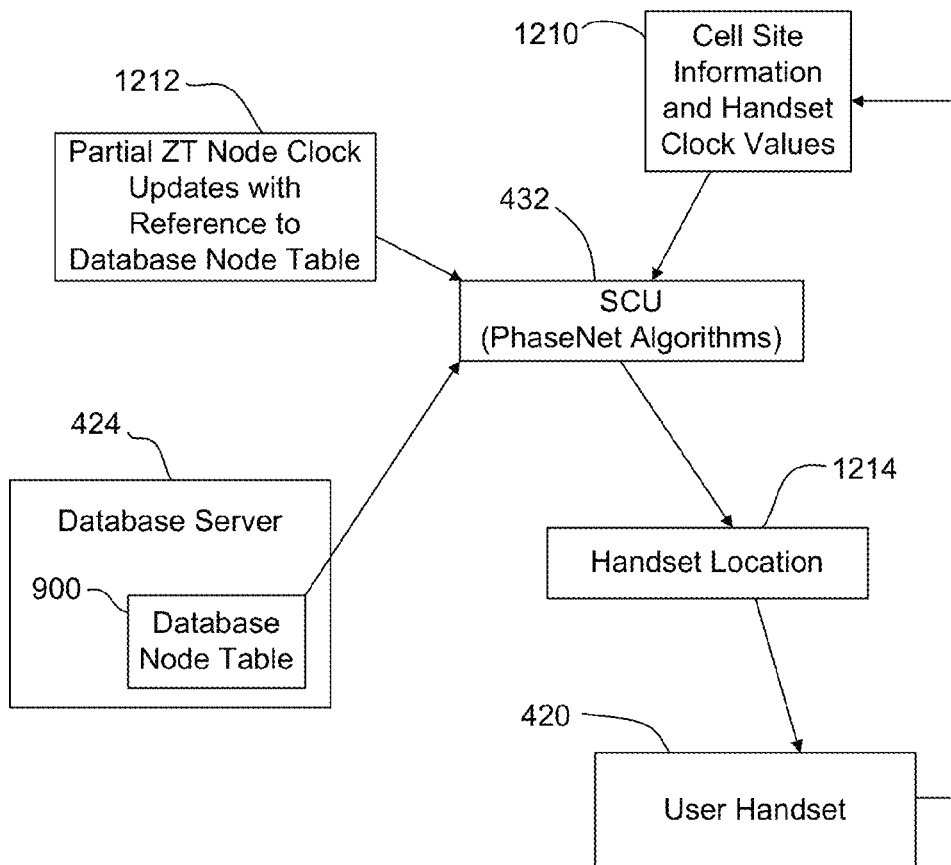 1210
Cell Site
Information
and Handset
Clock Values
1212
Partial ZT Node Clock
Updates with
Reference to
Database Node Table
432
SCU
(PhaseNet Algorithms)
424
Database Server
900
Database
Node Table
1214
Handset Location
420
User Handset